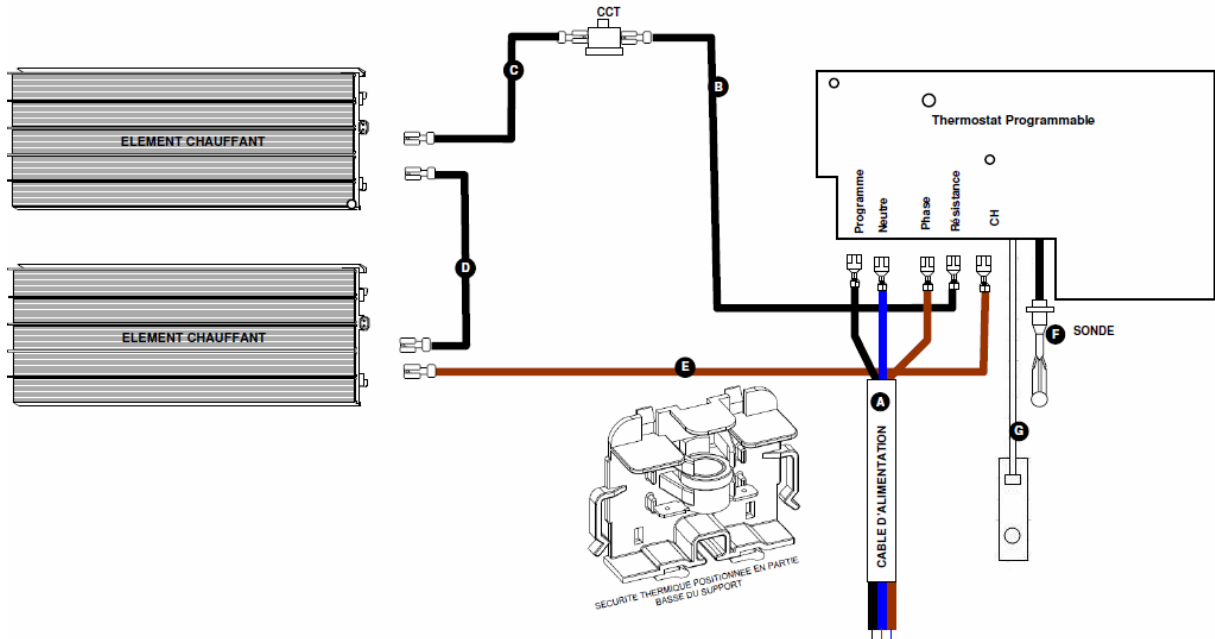 CCT
C
B
ELEMENT CHAUFFANT
Thermostat Programmable
Programme
Neutre
Phase
Résistance
CH
D
ELEMENT CHAUFFANT
F
SONDE
E
A
G
CABLE D'ALIMENTATION
SECURITE THERMIQUE POSITIONNEE EN PARTIE
BASSE DU SUPPORT